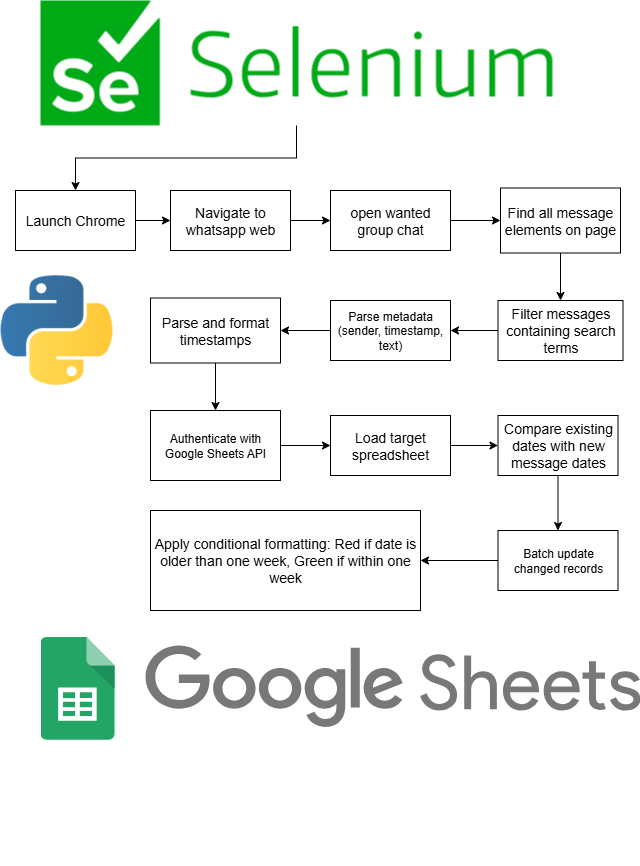 Se Selenium
Launch Chrome
Navigate to
whatsapp web
open wanted
group chat
Find all message
elements on page
Filter messages
containing search
terms
Parse metadata
(sender, timestamp,
text)
Parse and format
timestamps
Authenticate with
Google Sheets API
Load target
spreadsheet
Compare existing
dates with new
message dates
Batch update
changed records
Apply conditional formatting: Red if date is
older than one week, Green if within one
week
Google Sheets